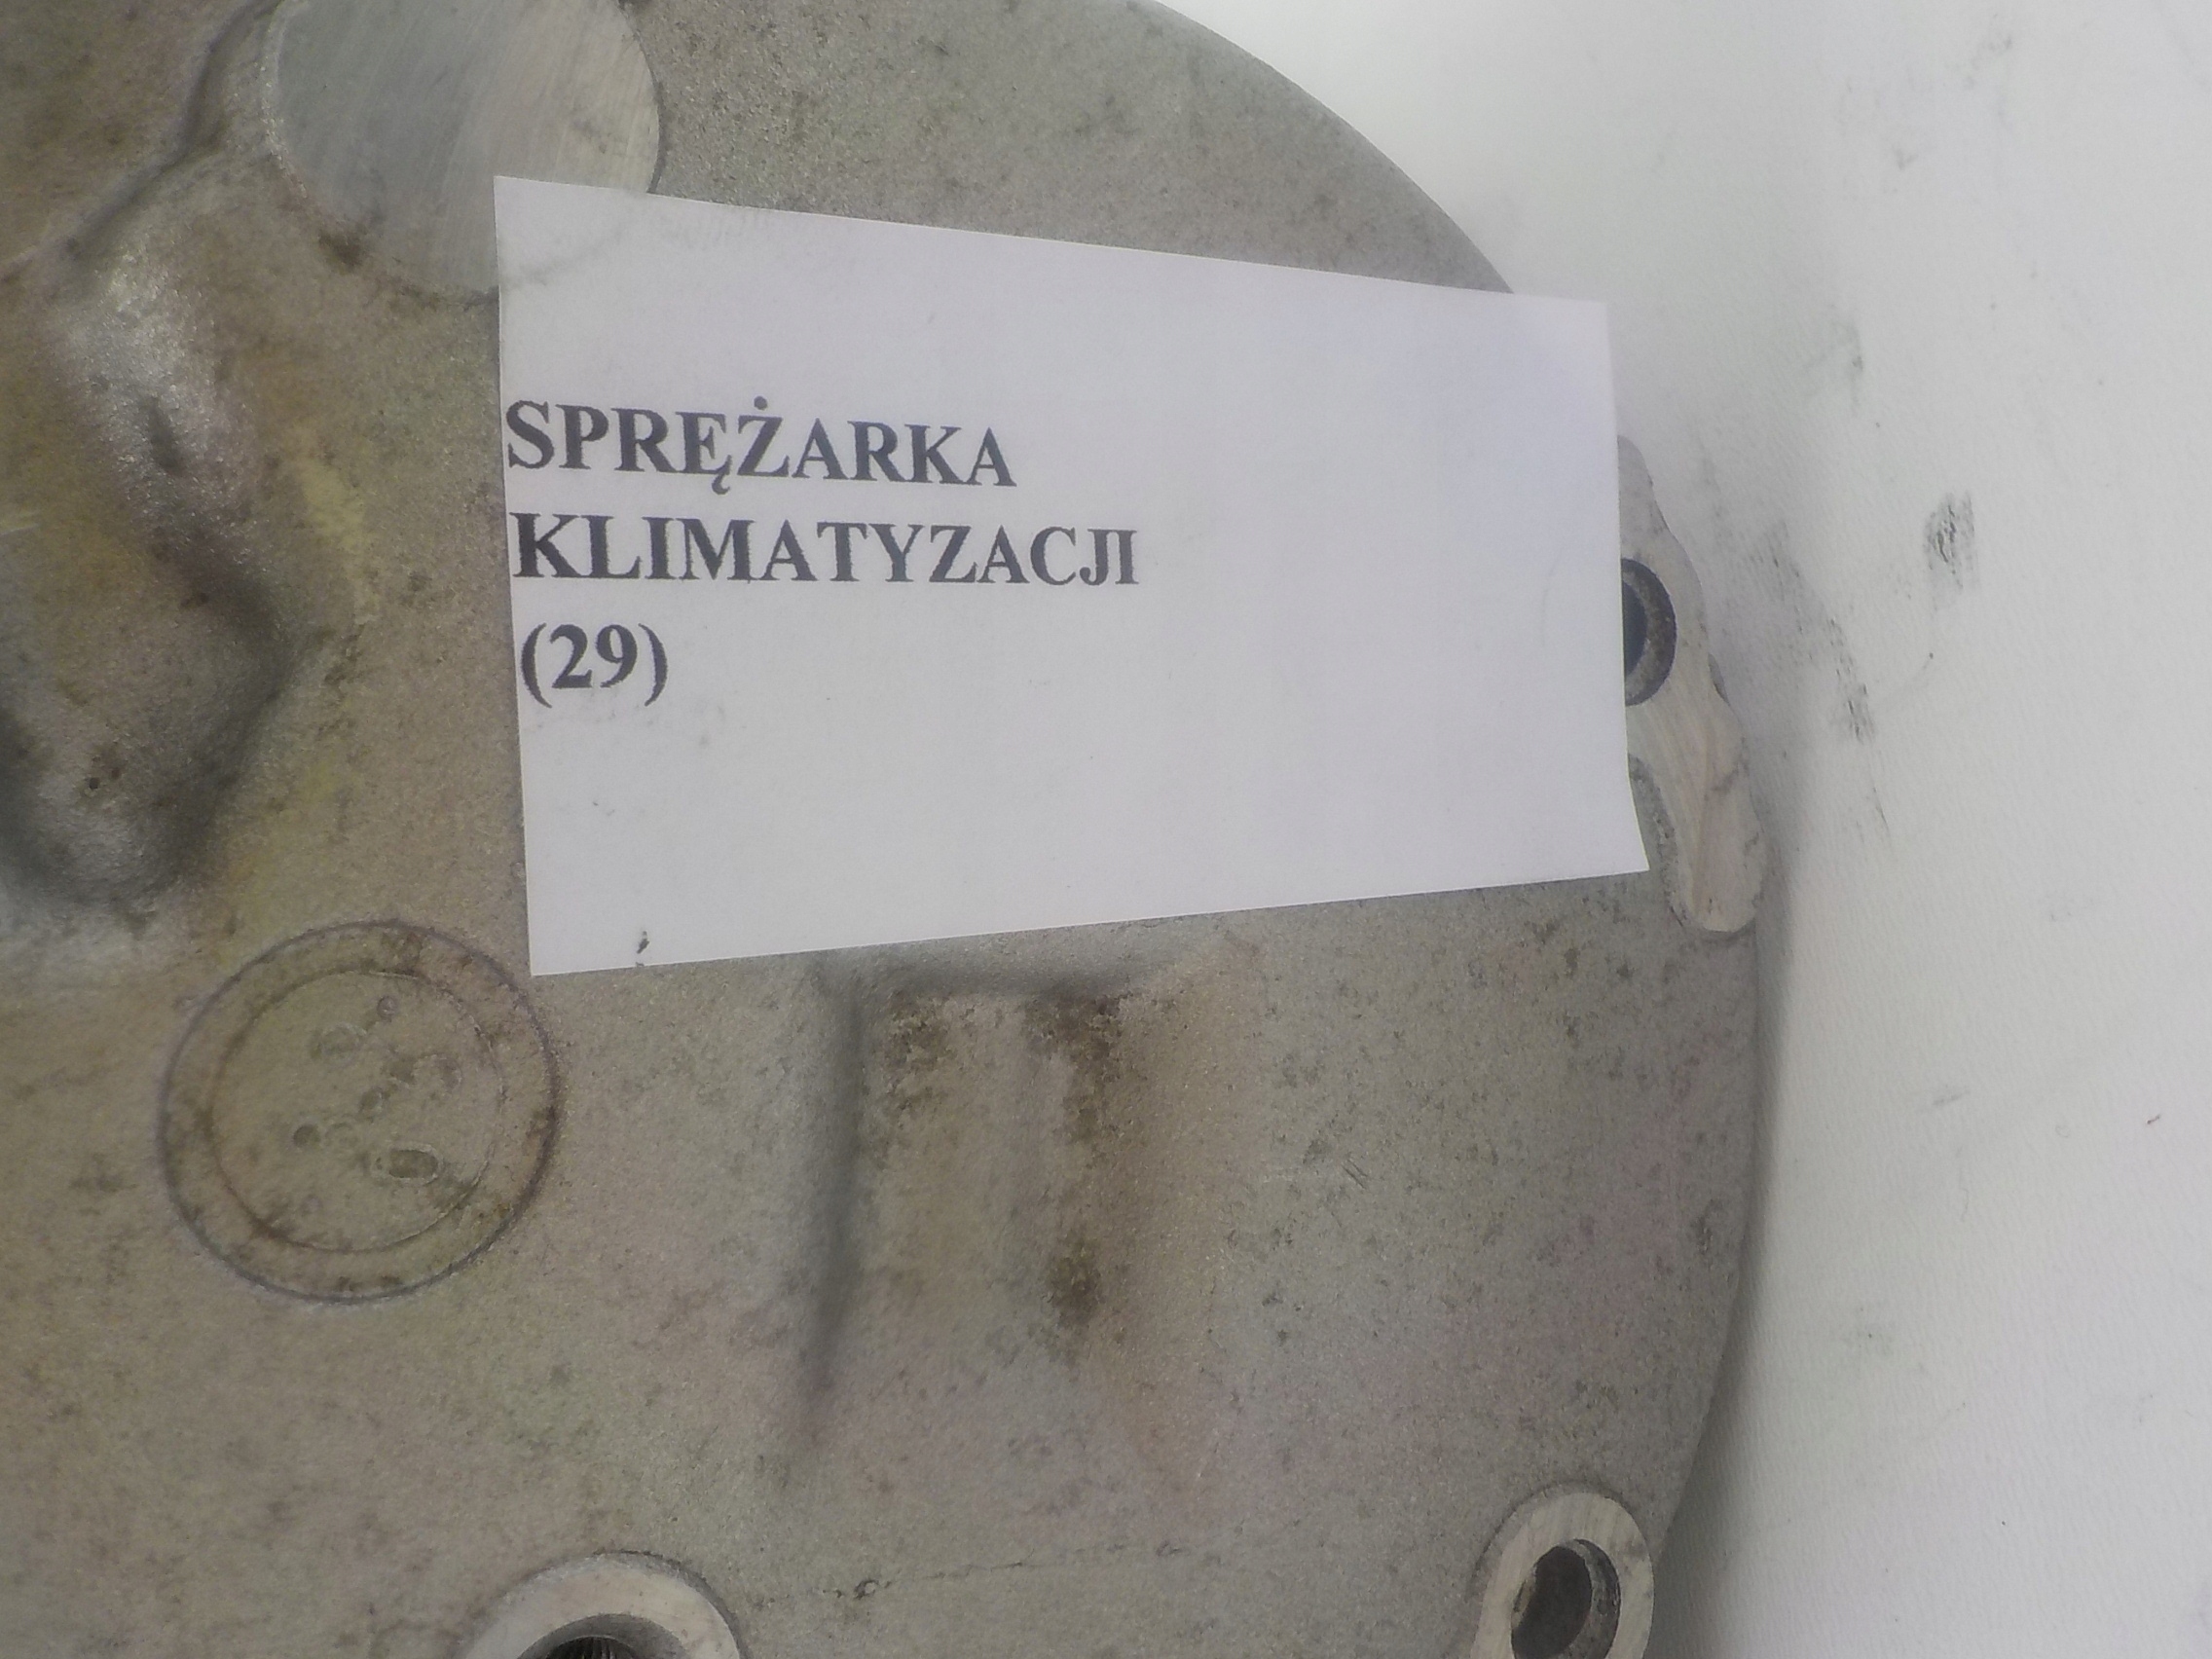 SPRĘŻARKA
KLIMATYZACJI
(29)